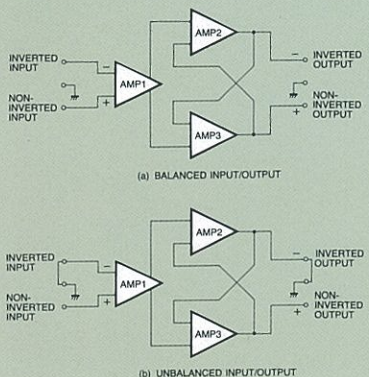 INVERTED
INPUT
−
NON-
INVERTED
INPUT
+
AMP1
AMP2
AMP3
−
INVERTED
OUTPUT
NON-
INVERTED
OUTPUT
+
(a) BALANCED INPUT/OUTPUT
INVERTED
INPUT
−
NON-
INVERTED
INPUT
+
AMP1
AMP2
AMP3
−
INVERTED
OUTPUT
NON-
INVERTED
OUTPUT
+
(b) UNBALANCED INPUT/OUTPUT